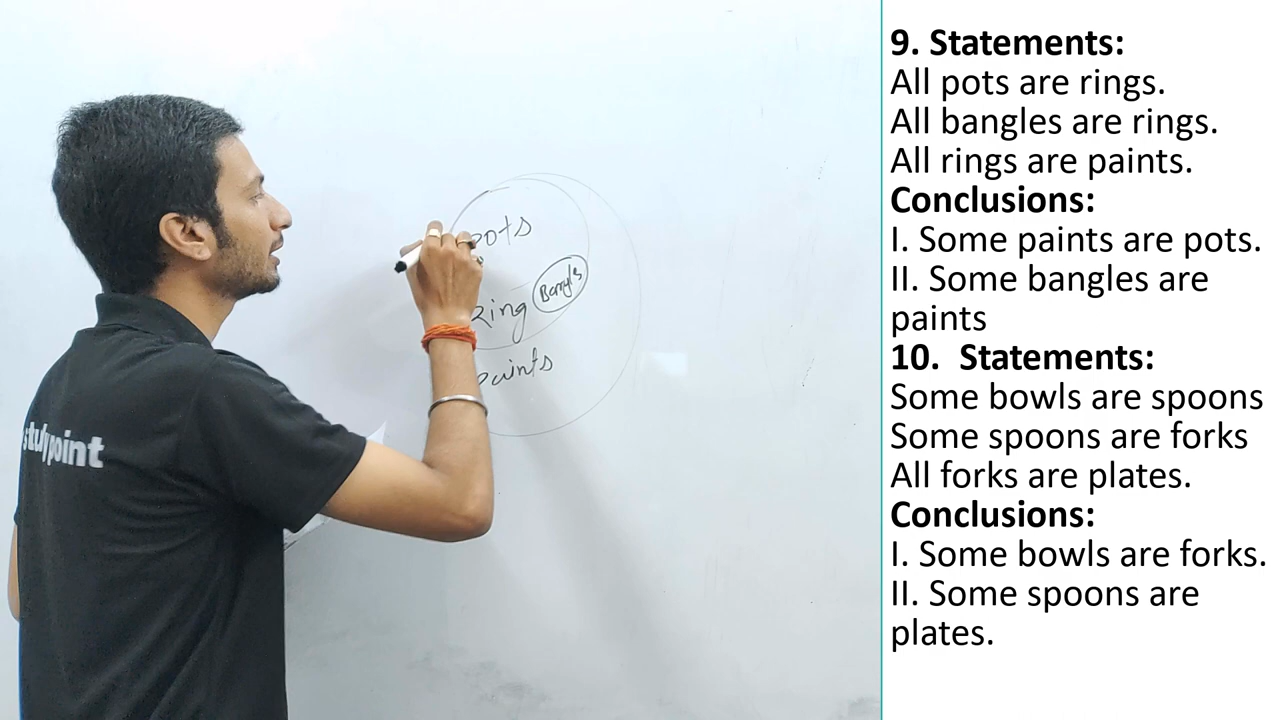 9. Statements:
All pots are rings.
All bangles are rings.
All rings are paints.
Conclusions:
I. Some paints are pots.
II. Some bangles are
paints
10.  Statements:
Some bowls are spoons
Some spoons are forks
All forks are plates.
Conclusions:
I. Some bowls are forks.
II. Some spoons are
plates.
pots
Ring
Bangls
paints
study point